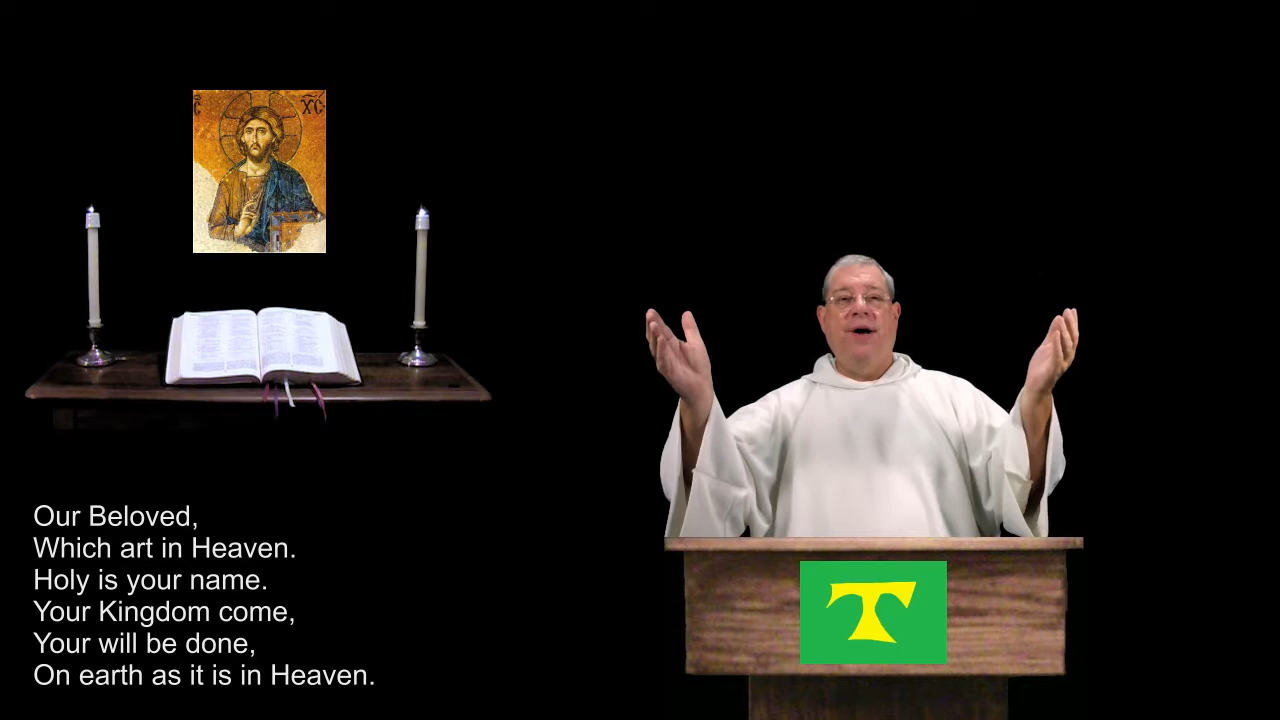 C XC
Our Beloved,
Which art in Heaven.
Holy is your name.
Your Kingdom come,
Your will be done,
On earth as it is in Heaven.
T